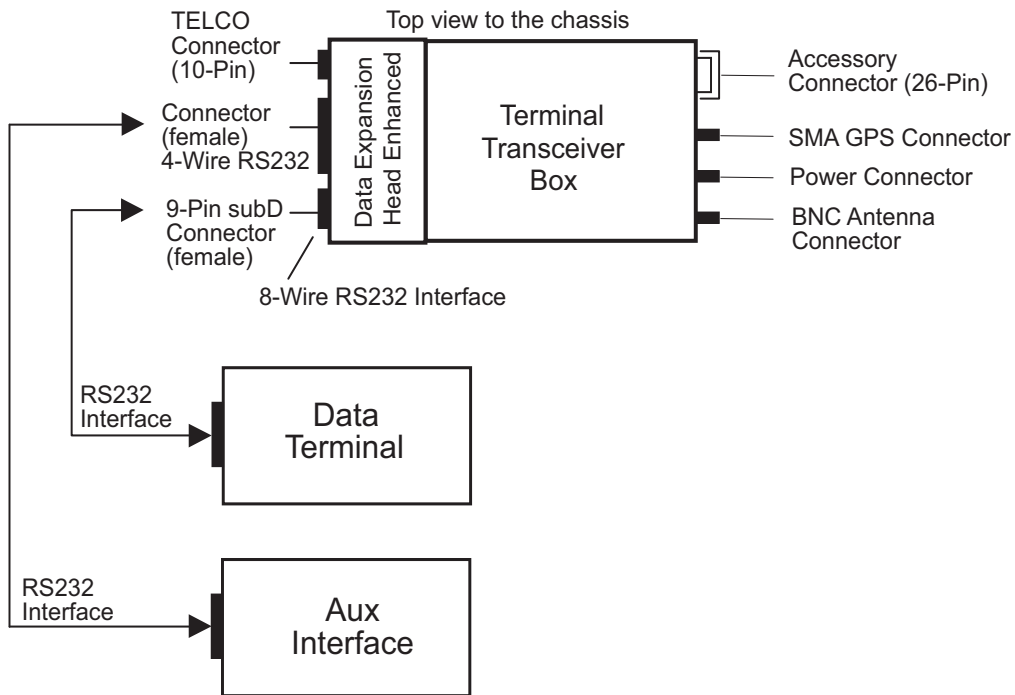 Top view to the chassis
TELCO
Connector
(10-Pin)
Connector
(female)
4-Wire RS232
9-Pin subD
Connector
(female)
8-Wire RS232 Interface
Data Expansion
Head Enhanced
Terminal
Transceiver
Box
Accessory
Connector (26-Pin)
SMA GPS Connector
Power Connector
BNC Antenna
Connector
RS232
Interface
Data
Terminal
RS232
Interface
Aux
Interface